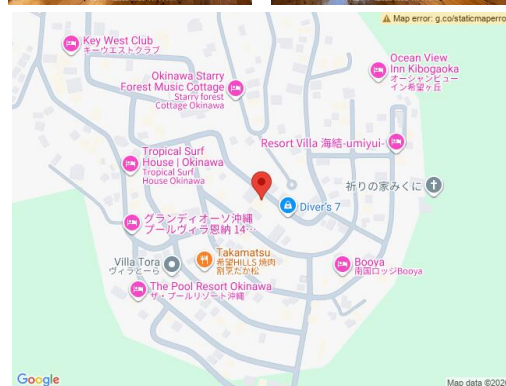 Map error: g.co/staticmaperro
Key West Club
キーウエストクラブ
Ocean View
Inn Kibogaoka
オーシャンビュー
イン希望ヶ丘
Okinawa Starry
Forest Music Cottage
Starry forest
Cottage Okinawa
Resort Villa 海結-umiyui-
Tropical Surf
House | Okinawa
Tropical Surf
House Okinawa
祈りの家みくに
Diver's 7
グランディオーソ沖縄
プールヴィラ恩納 14…
Takamatsu
希望HILLS 焼肉
割烹だか松
Villa Tora
ヴィラとーら
Booya
南国ロッジBooya
The Pool Resort Okinawa
ザ・プールリゾート沖縄
Google
Map data ©202